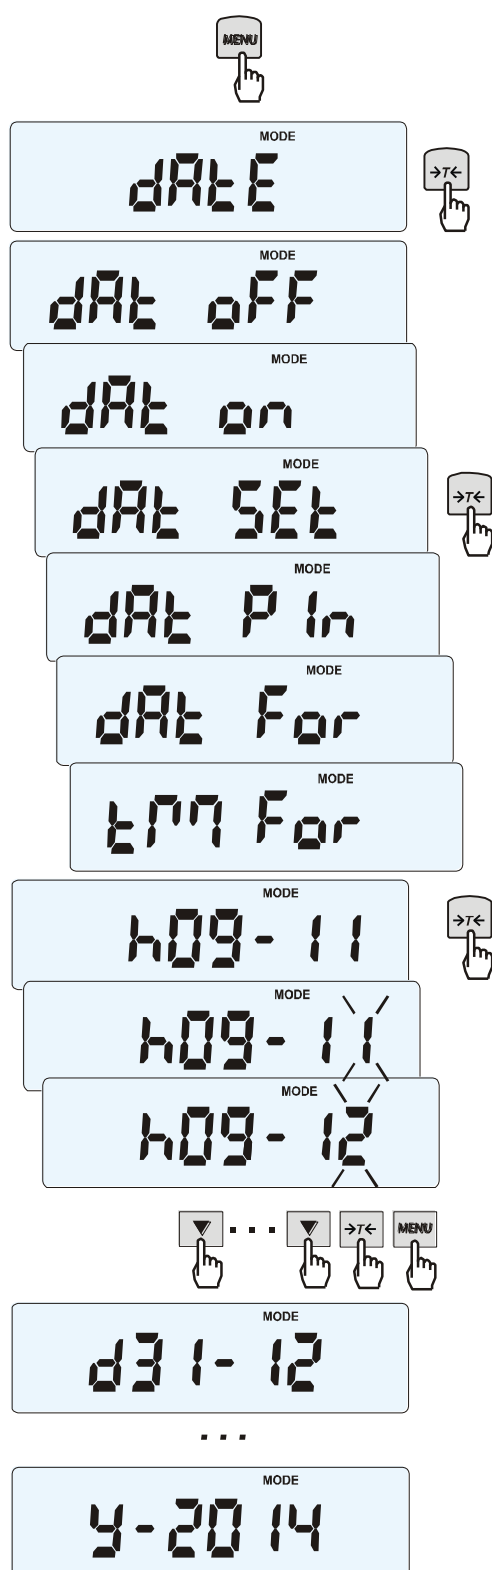 MENU
MODE
dAtE
→T←
MODE
dAt oFF
MODE
dAt on
MODE
dAt SEt
→T←
MODE
dAt PIn
MODE
dAt For
MODE
tM For
MODE
h09-11
→T←
MODE
h09-11
MODE
h09-12
... →T← MENU
MODE
d31-12
...
MODE
y-2014